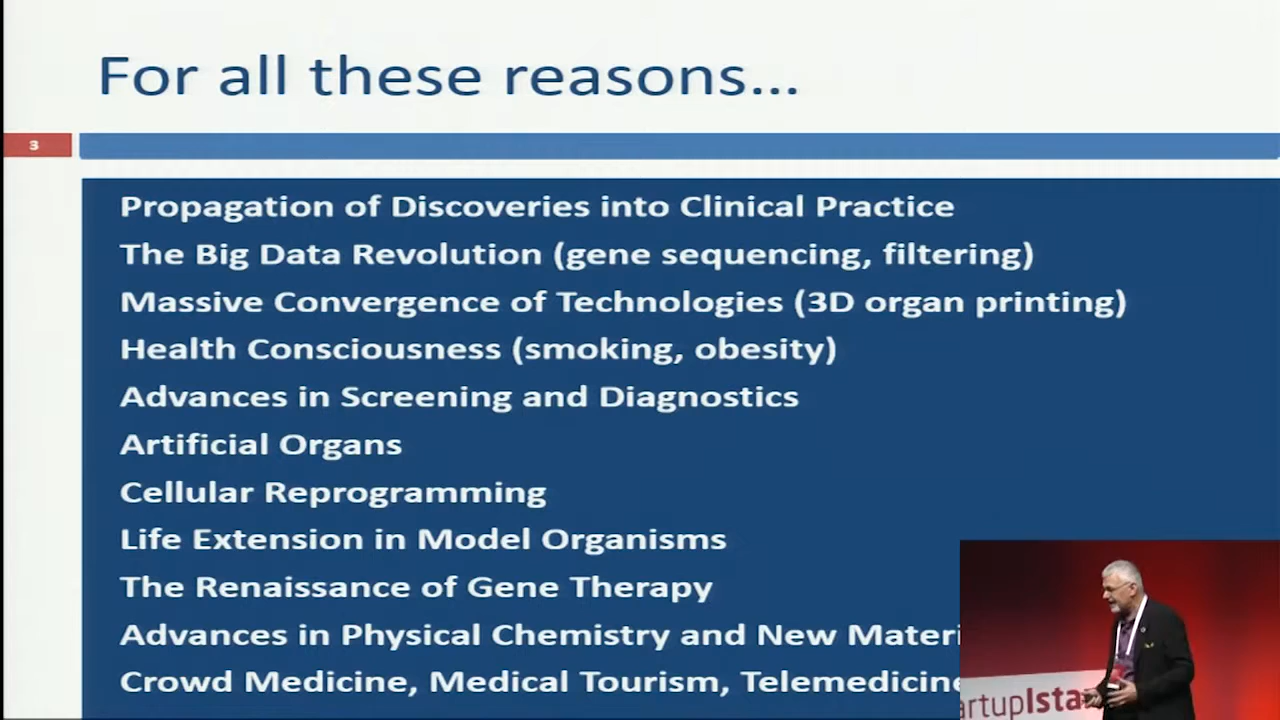 For all these reasons...
3
Propagation of Discoveries into Clinical Practice
The Big Data Revolution (gene sequencing, filtering)
Massive Convergence of Technologies (3D organ printing)
Health Consciousness (smoking, obesity)
Advances in Screening and Diagnostics
Artificial Organs
Cellular Reprogramming
Life Extension in Model Organisms
The Renaissance of Gene Therapy
Advances in Physical Chemistry and New Materi
Crowd Medicine, Medical Tourism, Telemedicine
artupIsta